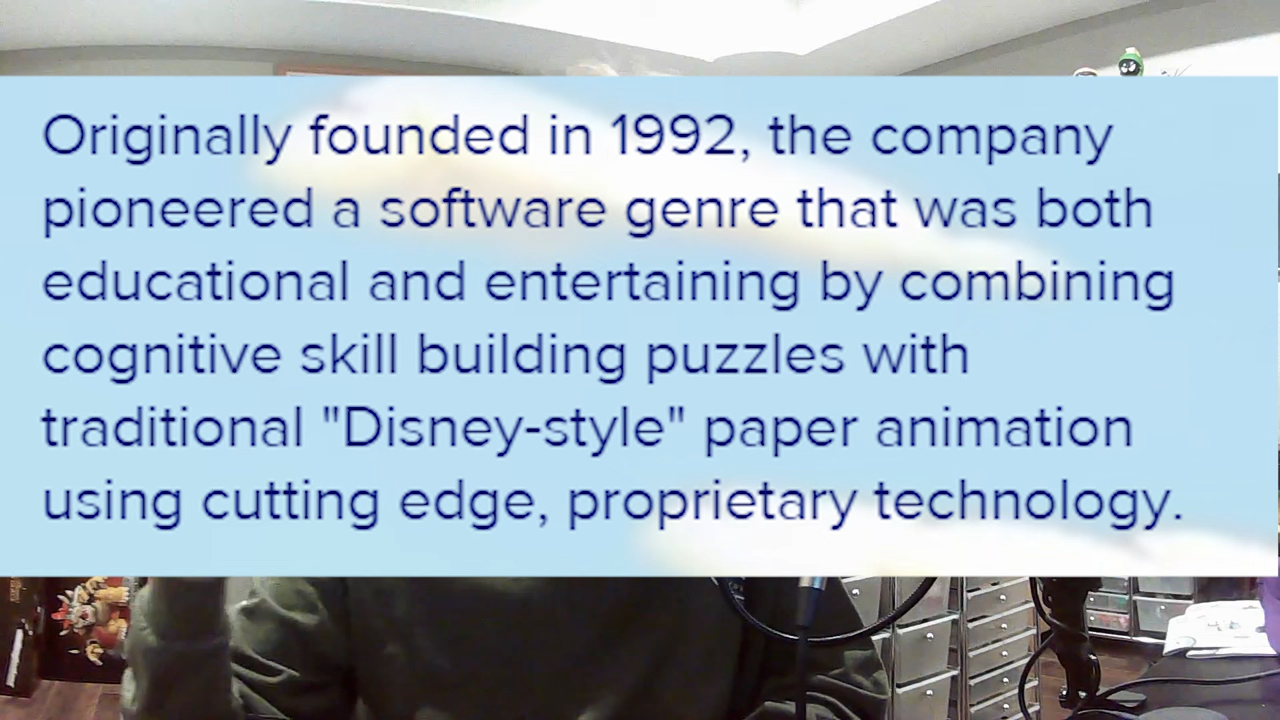 Originally founded in 1992, the company
pioneered a software genre that was both
educational and entertaining by combining
cognitive skill building puzzles with
traditional "Disney-style" paper animation
using cutting edge, proprietary technology.